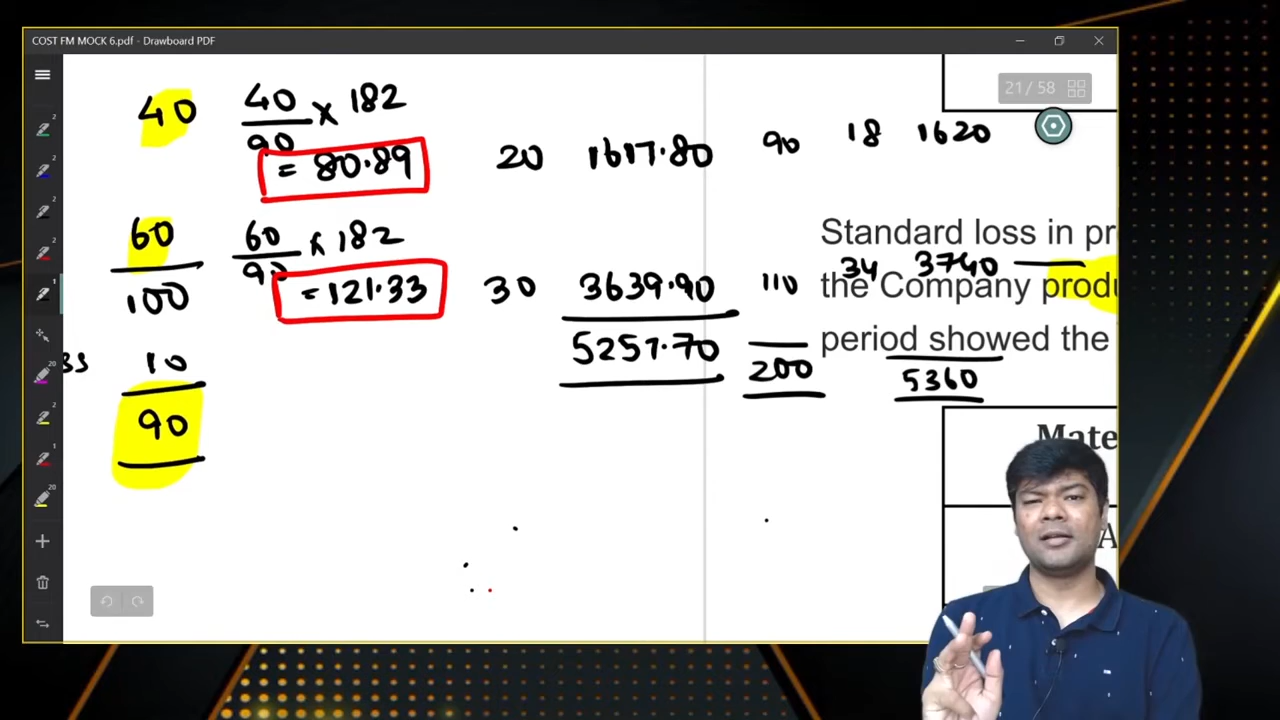 COST FM MOCK 6.pdf - Drawboard PDF
21 / 58
40 40/90 × 182
= 80.89 20 1617.80 90 18 1620
60 60/90 × 182
= 121.33 30 3639.90 110 34 3740
100
5257.70 200 5360
10
90
Standard loss in pr
the Company produ
period showed the
Mate
A